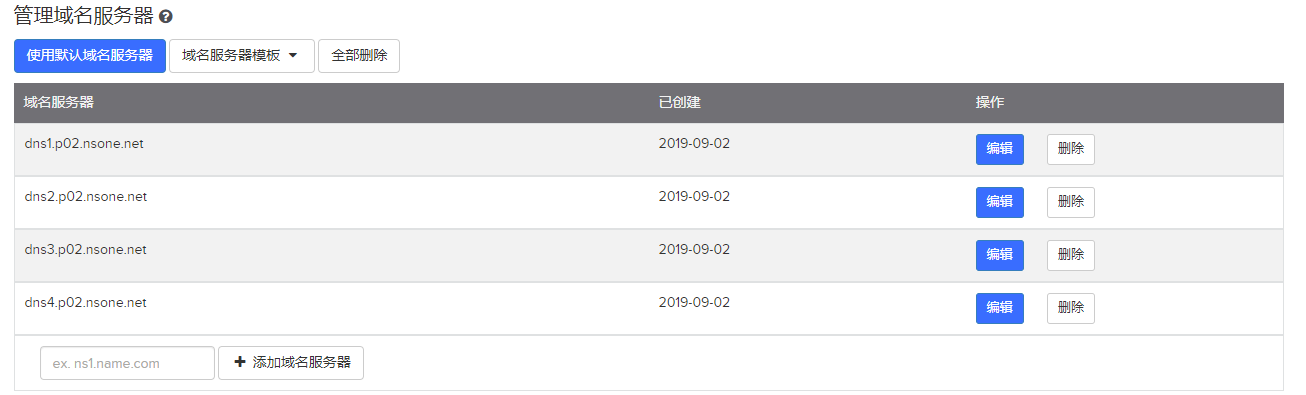 管理域名服务器
使用默认域名服务器 域名服务器模板 全部删除
域名服务器 已创建 操作
dns1.p02.nsone.net 2019-09-02 编辑 删除
dns2.p02.nsone.net 2019-09-02 编辑 删除
dns3.p02.nsone.net 2019-09-02 编辑 删除
dns4.p02.nsone.net 2019-09-02 编辑 删除
ex. ns1.name.com + 添加域名服务器